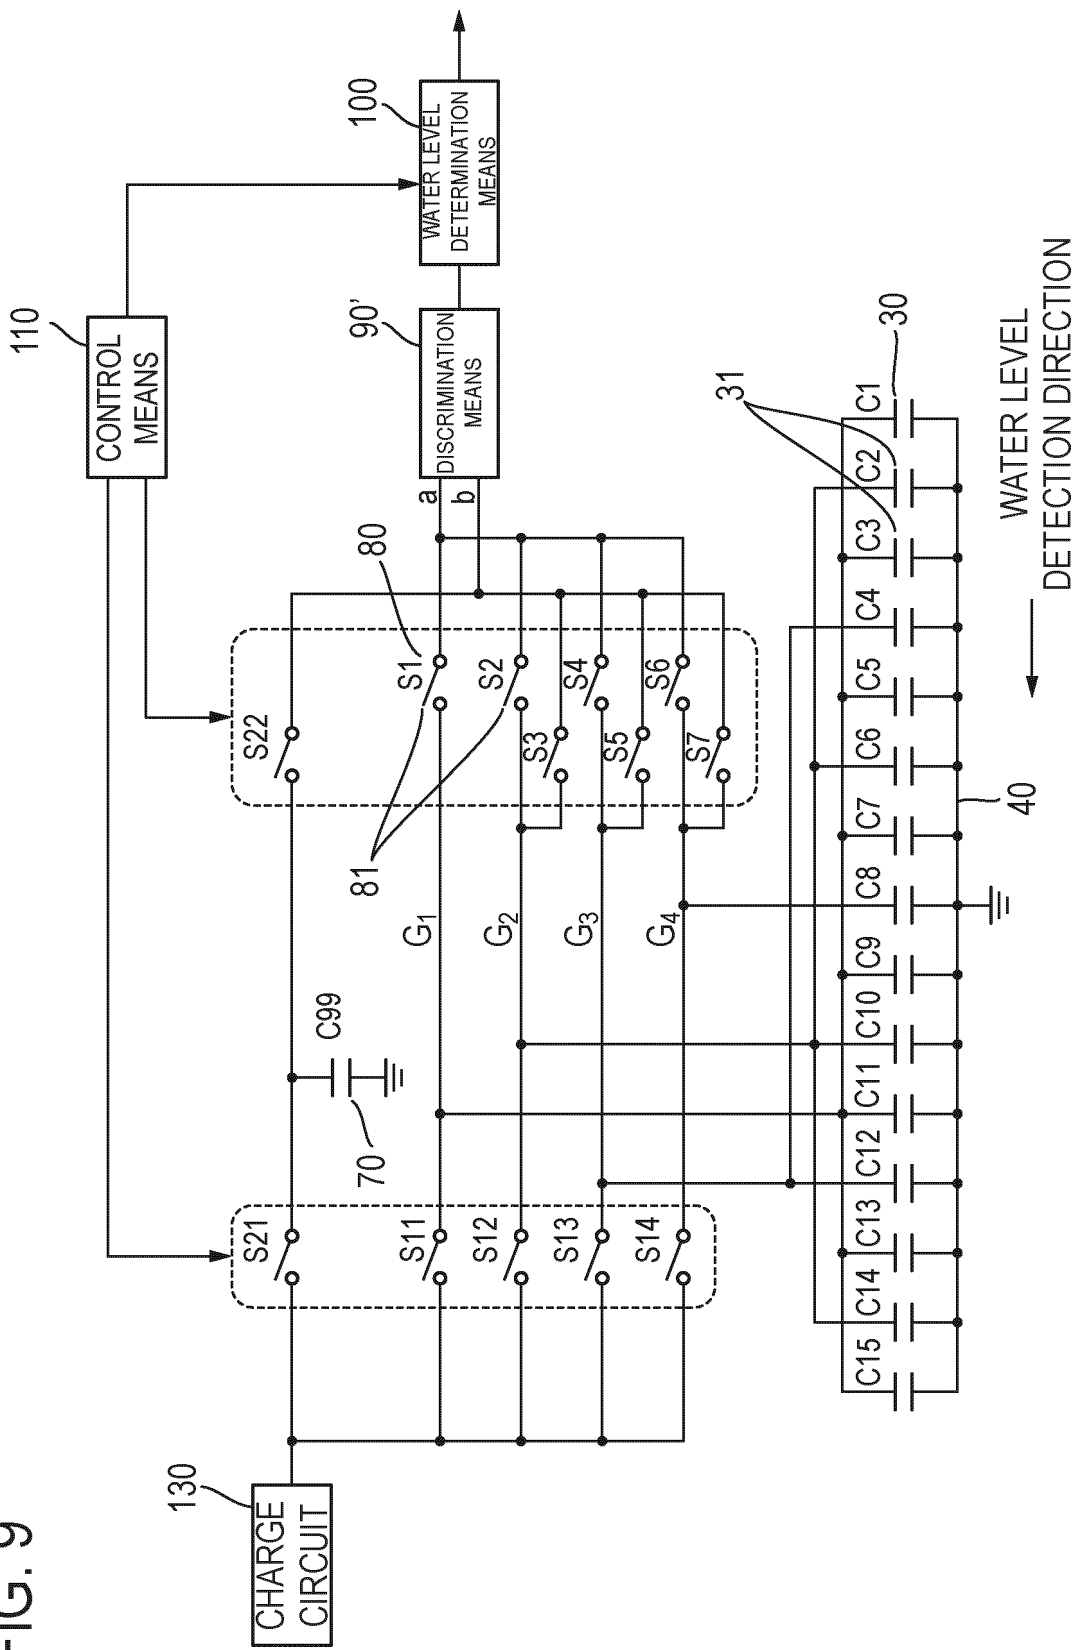 FIG. 9
110
CONTROL
MEANS
100
WATER LEVEL
DETERMINATION
MEANS
90'
DISCRIMINATION
MEANS
a
b
80
81
S22
S1
S2
S3
S4
S5
S6
S7
G1
G2
G3
G4
C99
70
S21
S11
S12
S13
S14
130
CHARGE
CIRCUIT
C15
C14
C13
C12
C11
C10
C9
C8
C7
C6
C5
C4
C3
C2
C1
31
30
40
WATER LEVEL
DETECTION DIRECTION